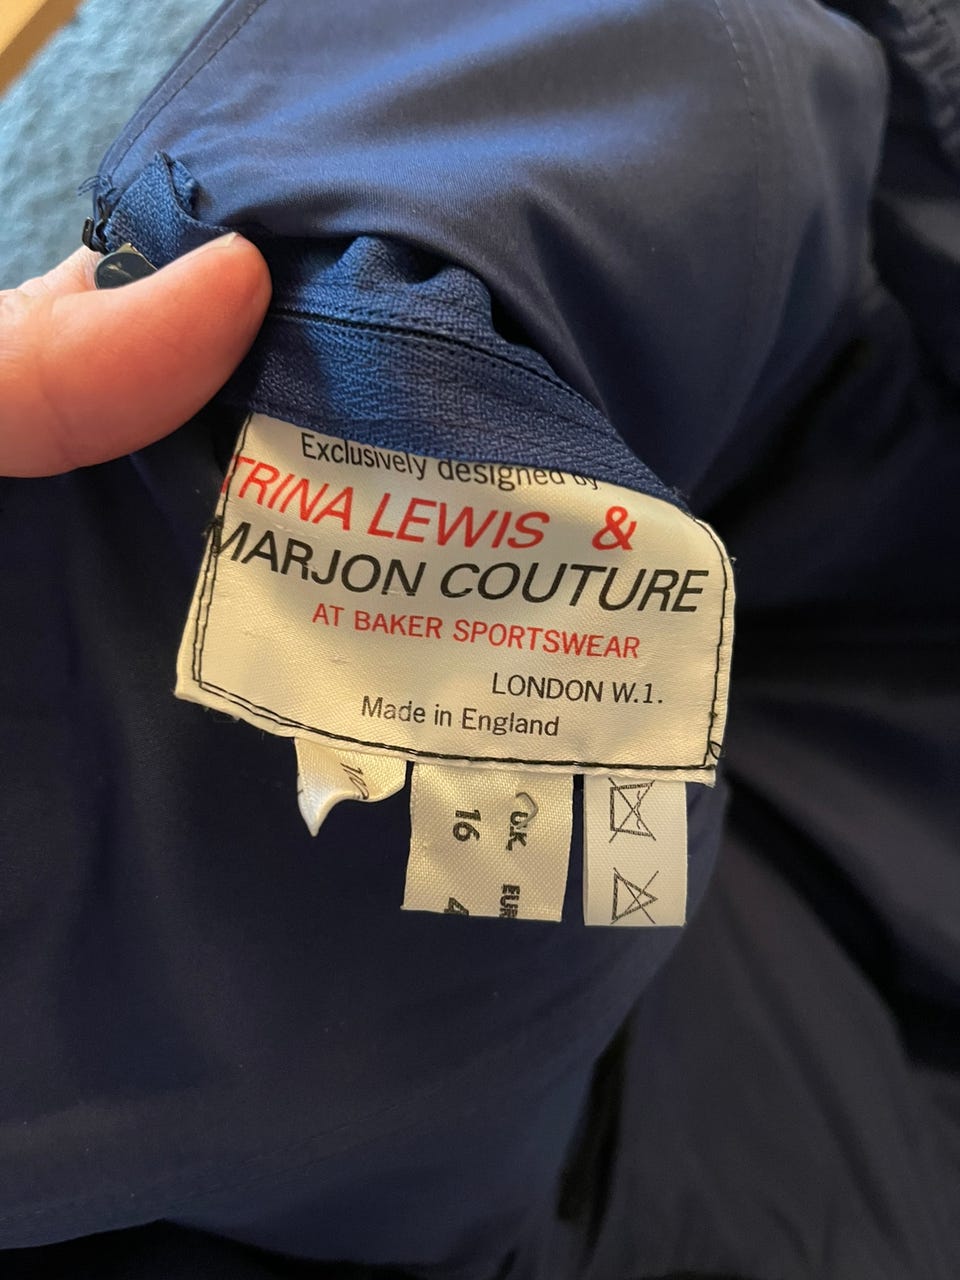 Exclusively designed by
TRINA LEWIS &
MARJON COUTURE
AT BAKER SPORTSWEAR
LONDON W.1.
Made in England
U.K.
16